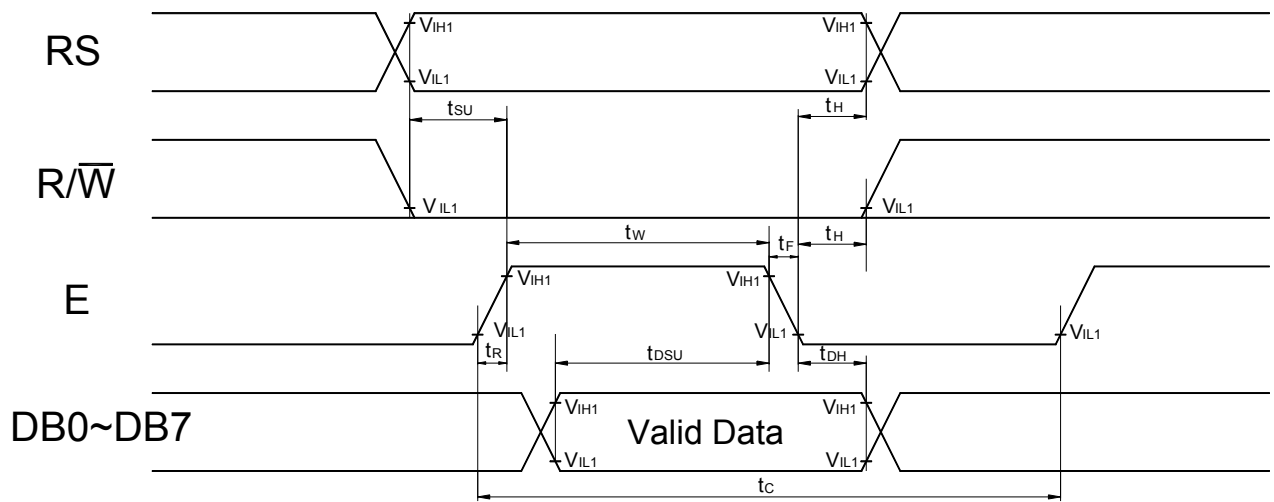 RS
VIH1
VIL1
VIH1
VIL1
tSU
tH
R/W̅
VIL1
VIL1
tW
tF
tH
E
VIH1
VIL1
VIH1
VIL1
VIL1
tR
tDSU
tDH
DB0~DB7
VIH1
VIL1
Valid Data
VIH1
VIL1
tC